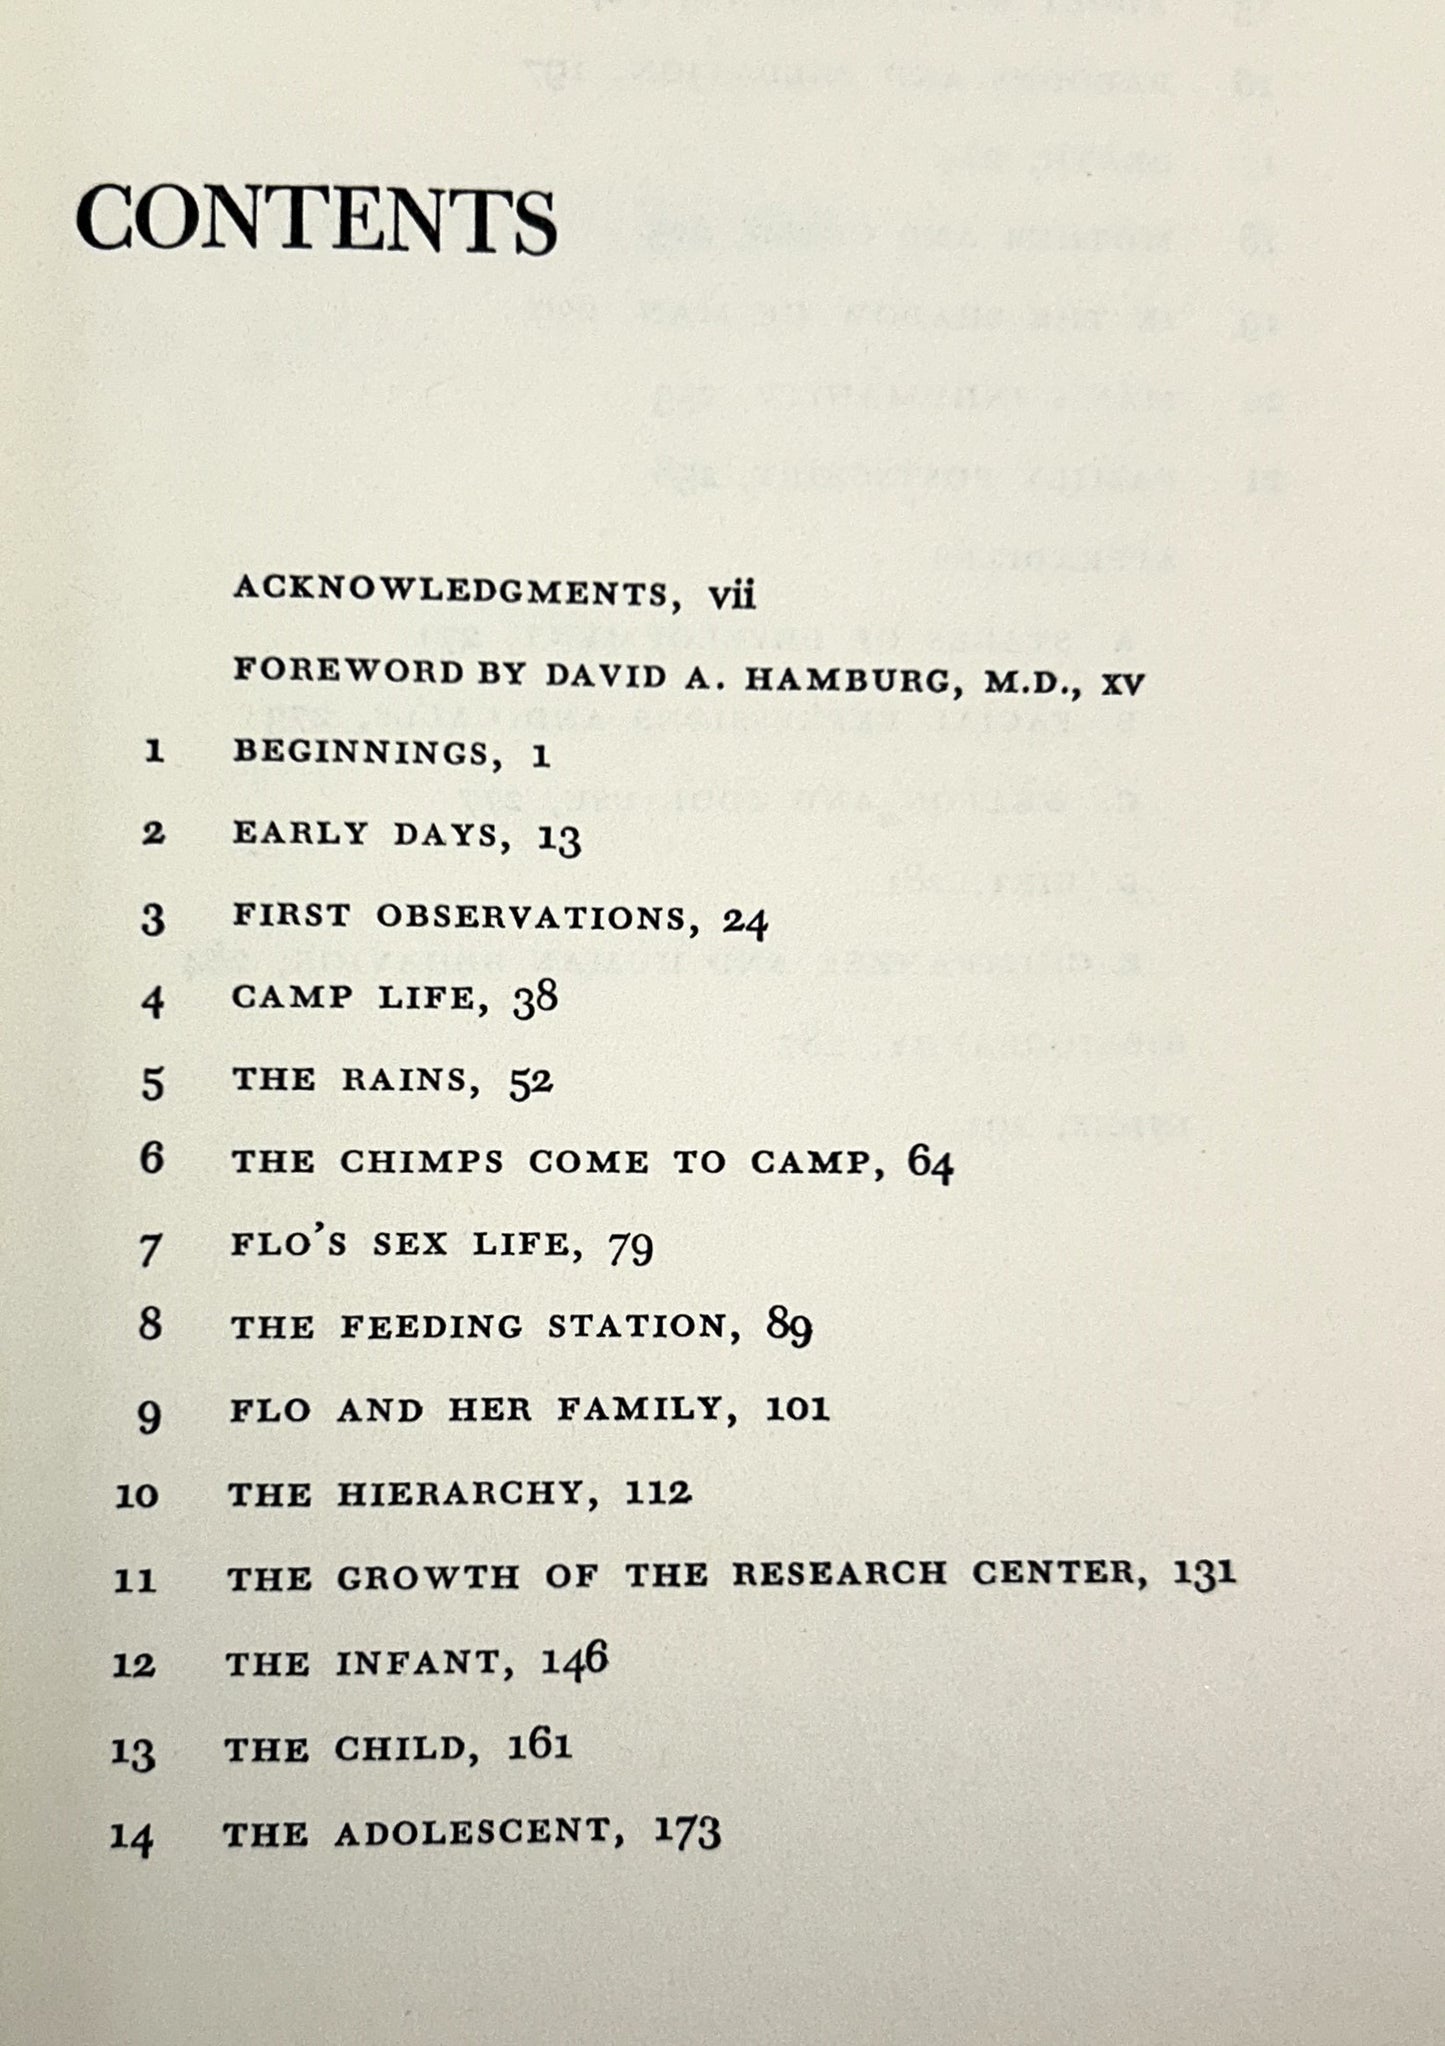 CONTENTS
ACKNOWLEDGMENTS, vii
FOREWORD BY DAVID A. HAMBURG, M.D., xv
1 BEGINNINGS, 1
2 EARLY DAYS, 13
3 FIRST OBSERVATIONS, 24
4 CAMP LIFE, 38
5 THE RAINS, 52
6 THE CHIMPS COME TO CAMP, 64
7 FLO'S SEX LIFE, 79
8 THE FEEDING STATION, 89
9 FLO AND HER FAMILY, 101
10 THE HIERARCHY, 112
11 THE GROWTH OF THE RESEARCH CENTER, 131
12 THE INFANT, 146
13 THE CHILD, 161
14 THE ADOLESCENT, 173